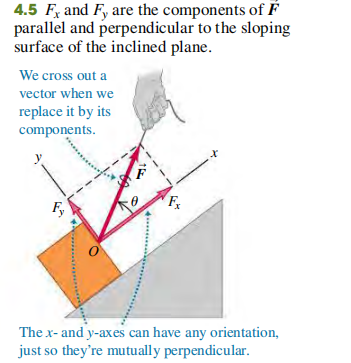 4.5 Fx and Fy are the components of F⃗
parallel and perpendicular to the sloping
surface of the inclined plane.
We cross out a
vector when we
replace it by its
components.
y
x
F⃗
Fy
θ
Fx
O
The x- and y-axes can have any orientation,
just so they're mutually perpendicular.